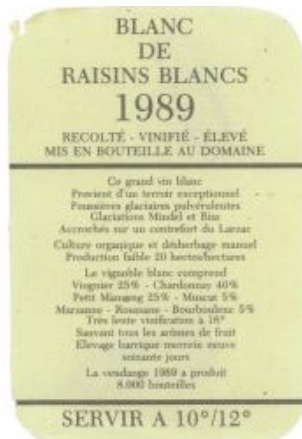 BLANC
DE
RAISINS BLANCS
1989
RECOLTÉ - VINIFIÉ - ÉLEVÉ
MIS EN BOUTEILLE AU DOMAINE
Ce grand vin blanc
Provient d'un terroir exceptionnel
Poussières glaciaires pulvérulentes
Glaciations Mindel et Riss
Accrochés sur un contrefort du Larzac
Culture organique et désherbage manuel
Production faible 20 hectos/hectares
Le vignoble blanc comprend
Viognier 25% - Chardonnay 40%
Petit Manseng 25% - Muscat 5%
Marsanne - Roussane - Bourboulenc 5%
Très lente vinification à 16°
Sauvant tous les arômes de fruit
Elevage barrique merrein neuve
soixante jours
La vendange 1989 a produit
8.000 bouteilles
SERVIR A 10°/12°